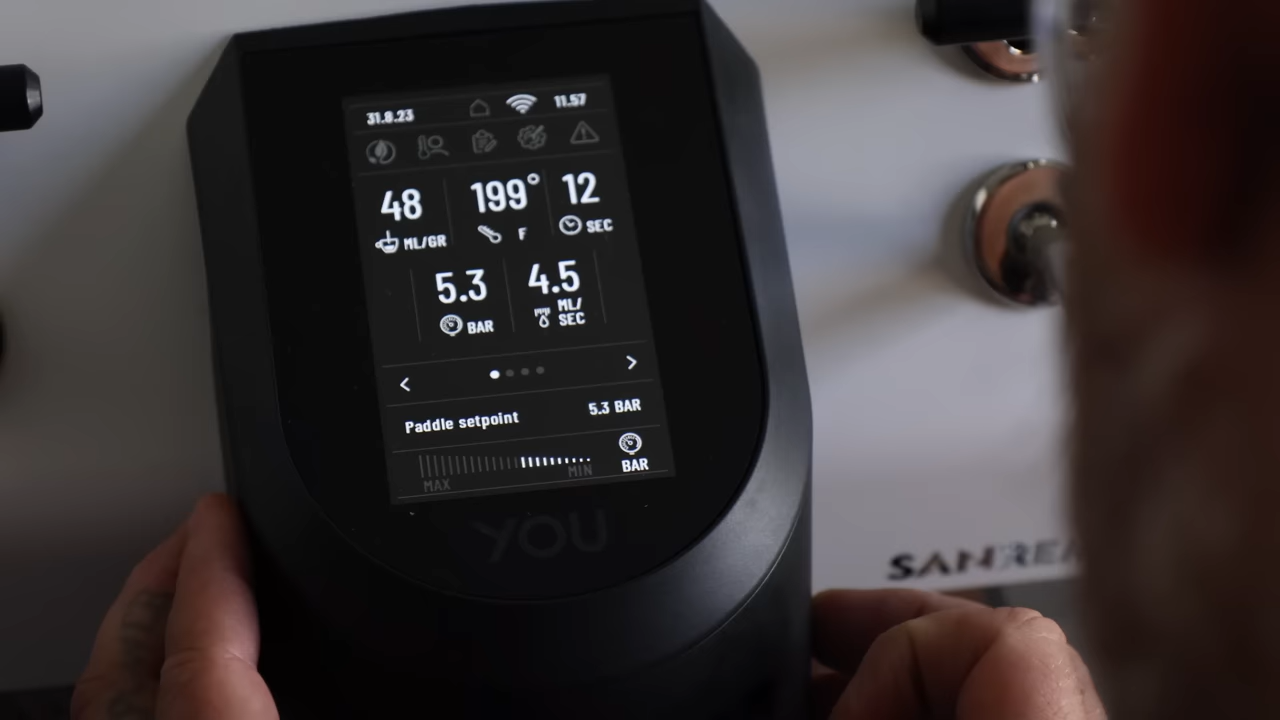 31.8.23 11.57
48 199° 12
ML/GR F SEC
5.3 4.5
BAR ML/
SEC
< >
Paddle setpoint 5.3 BAR
MAX MIN BAR
YOU
SANRE